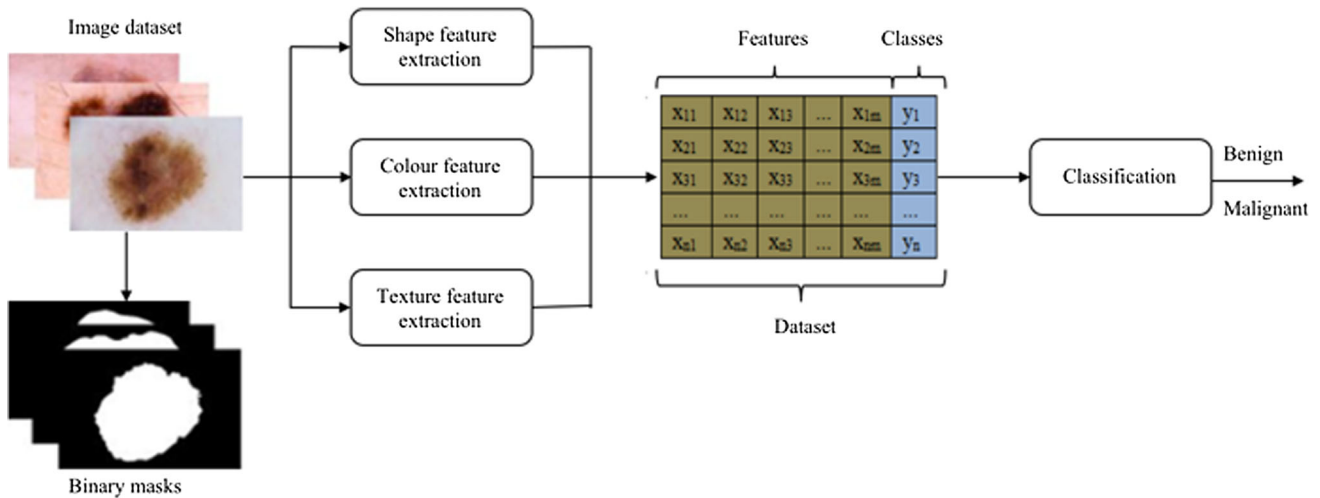 Image dataset
Shape feature
extraction
Colour feature
extraction
Texture feature
extraction
Binary masks
Features
Classes
x11 x12 x13 ... x1m y1
x21 x22 x23 ... x2m y2
x31 x32 x33 ... x3m y3
... ... ... ... ... ...
xn1 xn2 xn3 ... xnm yn
Dataset
Classification
Benign
Malignant